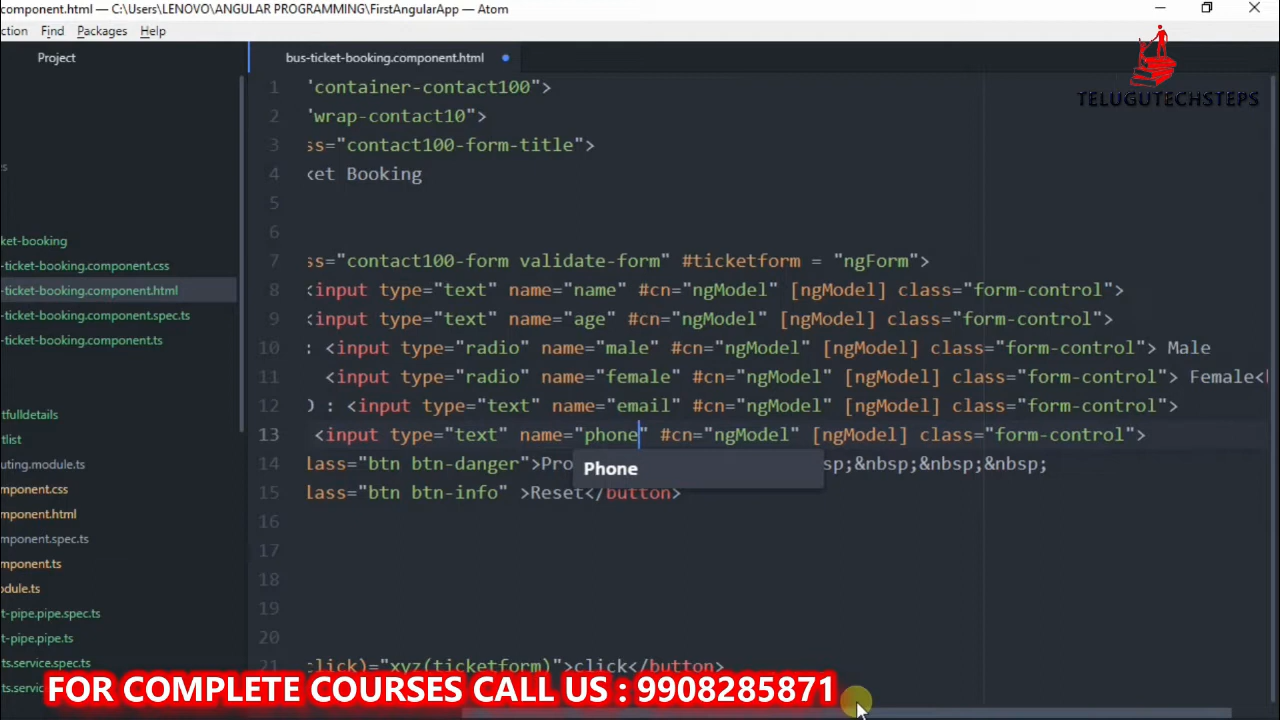 component.html — C:\Users\LENOVO\ANGULAR PROGRAMMING\FirstAngularApp — Atom
ction Find Packages Help
Project
bus-ticket-booking.component.html
TELUGUTECHSTEPS
1 "container-contact100">
2 "wrap-contact10">
3 ss="contact100-form-title">
4 ket Booking
5
6
7 ss="contact100-form validate-form" #ticketform = "ngForm">
8 <input type="text" name="name" #cn="ngModel" [ngModel] class="form-control">
9 <input type="text" name="age" #cn="ngModel" [ngModel] class="form-control">
10 : <input type="radio" name="male" #cn="ngModel" [ngModel] class="form-control"> Male
11 <input type="radio" name="female" #cn="ngModel" [ngModel] class="form-control"> Female<b
12 D : <input type="text" name="email" #cn="ngModel" [ngModel] class="form-control">
13 <input type="text" name="phone" #cn="ngModel" [ngModel] class="form-control">
14 lass="btn btn-danger">Pro sp;&nbsp;&nbsp;&nbsp;
Phone
15 lass="btn btn-info" >Reset</button>
16
17
18
19
20
21 click)="xyz(ticketform)">click</button>
es
ket-booking
-ticket-booking.component.css
-ticket-booking.component.html
-ticket-booking.component.spec.ts
-ticket-booking.component.ts
tfulldetails
tlist
uting.module.ts
mponent.css
omponent.html
omponent.spec.ts
omponent.ts
odule.ts
t-pipe.pipe.spec.ts
t-pipe.pipe.ts
ts.service.spec.ts
ts.servic
FOR COMPLETE COURSES CALL US : 9908285871